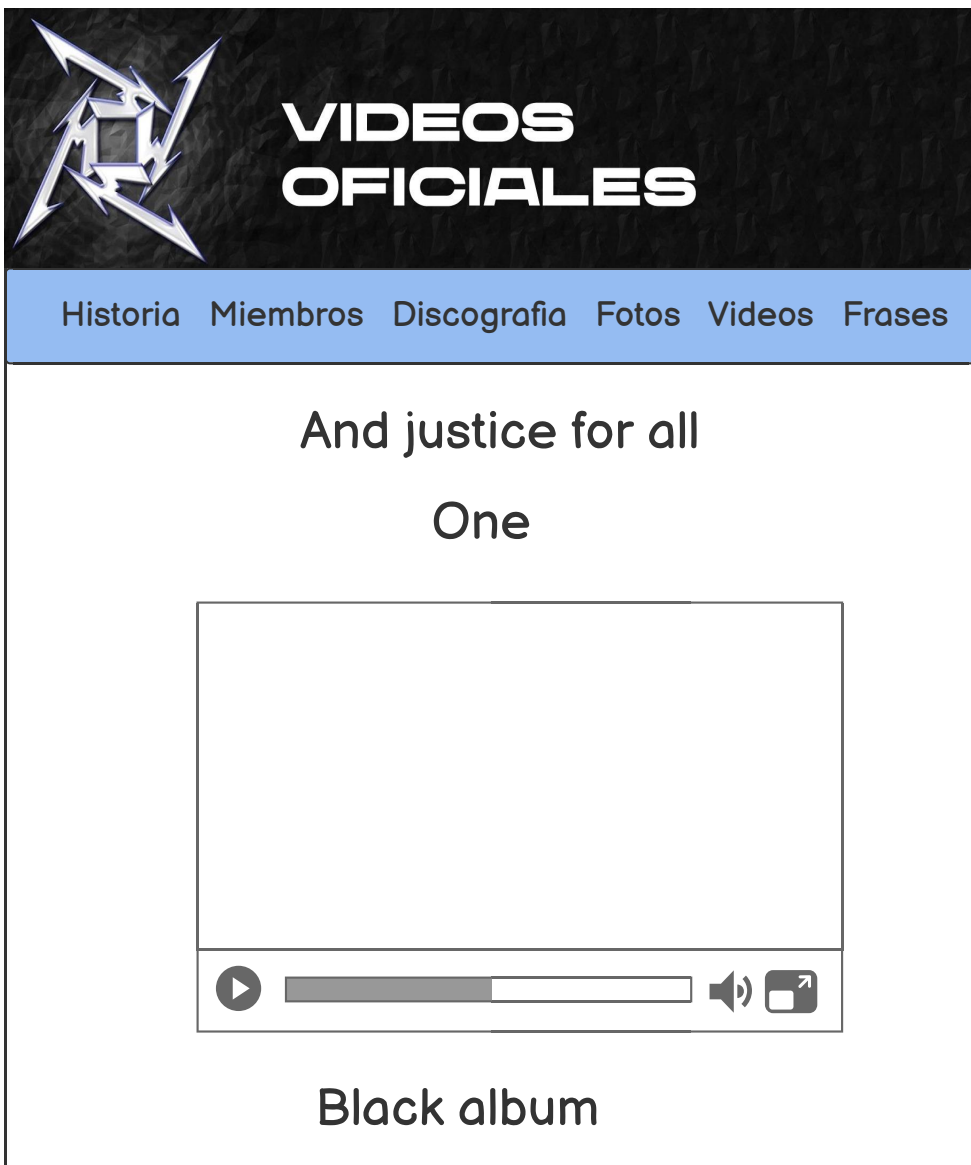 VIDEOS
OFICIALES
Historia Miembros Discografia Fotos Videos Frases
And justice for all
One
Black album